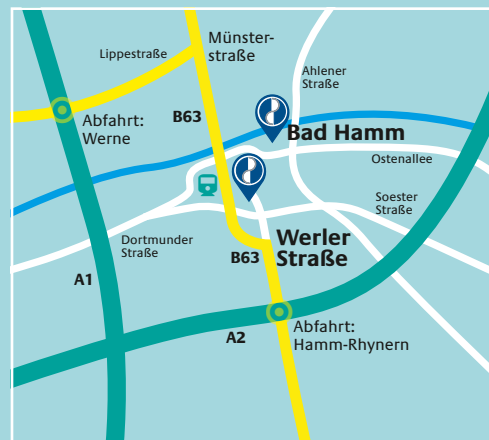 Münster-
straße
Lippestraße
Ahlener
Straße
B63
Abfahrt:
Werne
Bad Hamm
Ostenallee
Soester
Straße
Dortmunder
Straße
Werler
Straße
B63
A1
A2
Abfahrt:
Hamm-Rhynern